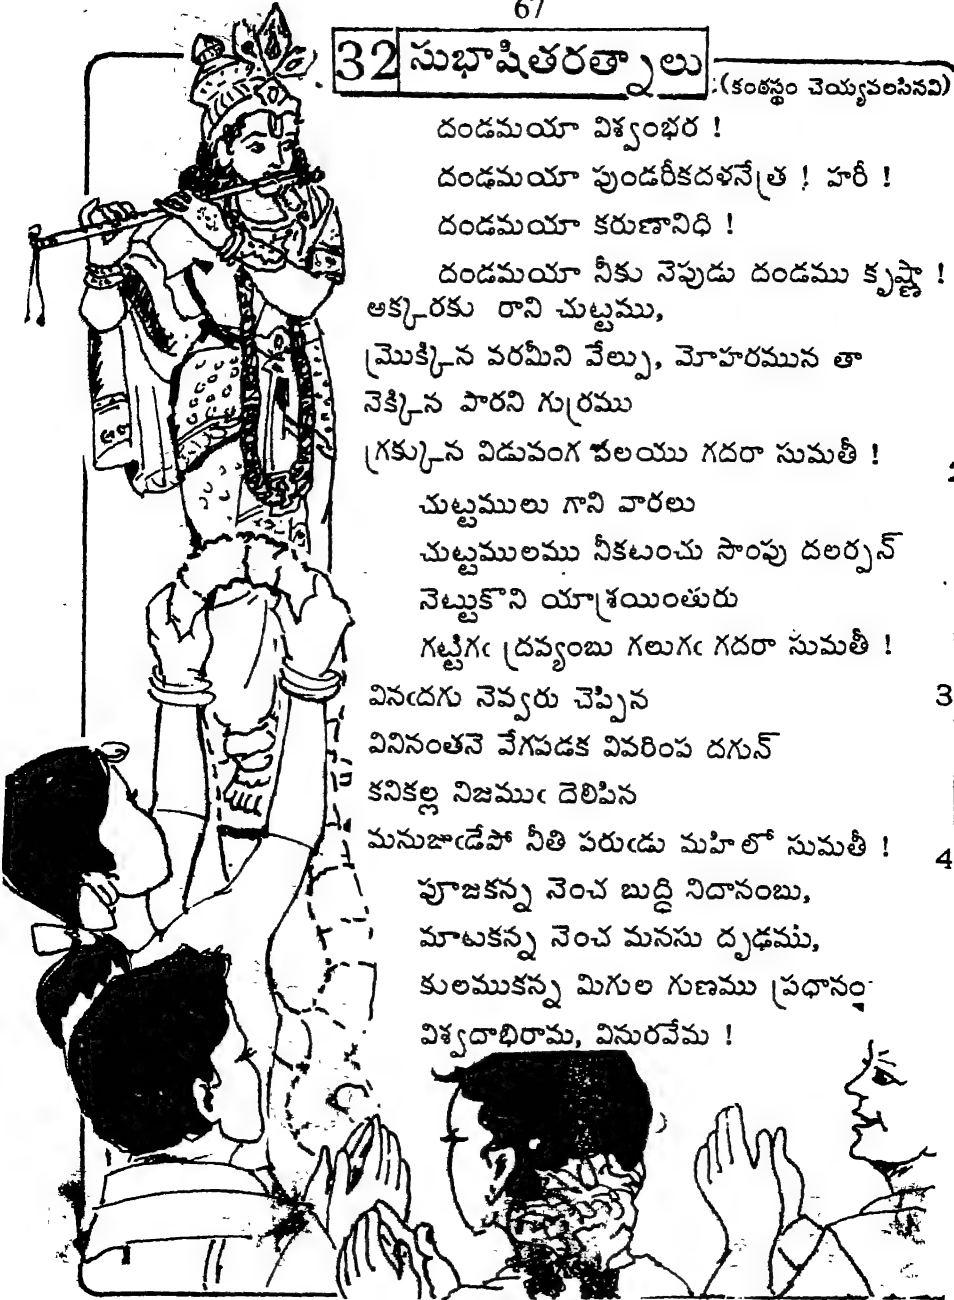 67
32 సుభాషితరత్నాలు
(కంఠస్థం చెయ్యవలసినవి)
దండమయా విశ్వంభర !
దండమయా పుండరీకదళనేత్ర ! హరీ !
దండమయా కరుణానిధి !
దండమయా నీకు నెపుడు దండము కృష్ణా !
అక్కరకు రాని చుట్టము,
మ్రొక్కిన వరమీని వేల్పు, మోహరమున తా
నెక్కిన పారని గుర్రము
గ్రక్కున విడువంగ వలయు గదరా సుమతీ !
చుట్టములు గాని వారలు
చుట్టములము నీకటంచు సొంపు దలర్పన్
నెట్టుకొని యాశ్రయింతురు
గట్టిగఁ ద్రవ్యంబు గలుగఁ గదరా సుమతీ !
వినఁదగు నెవ్వరు చెప్పిన
3
వినినంతనె వేగపడక వివరింప దగున్
కనికల్ల నిజముఁ దెలిపిన
మనుజుఁడేపో నీతి పరుఁడు మహిలో సుమతీ !
4
పూజకన్న నెంచ బుద్ధి నిదానంబు,
మాటకన్న నెంచ మనసు దృఢము,
కులముకన్న మిగుల గుణము ప్రధానం
విశ్వదాభిరామ, వినురవేమ !